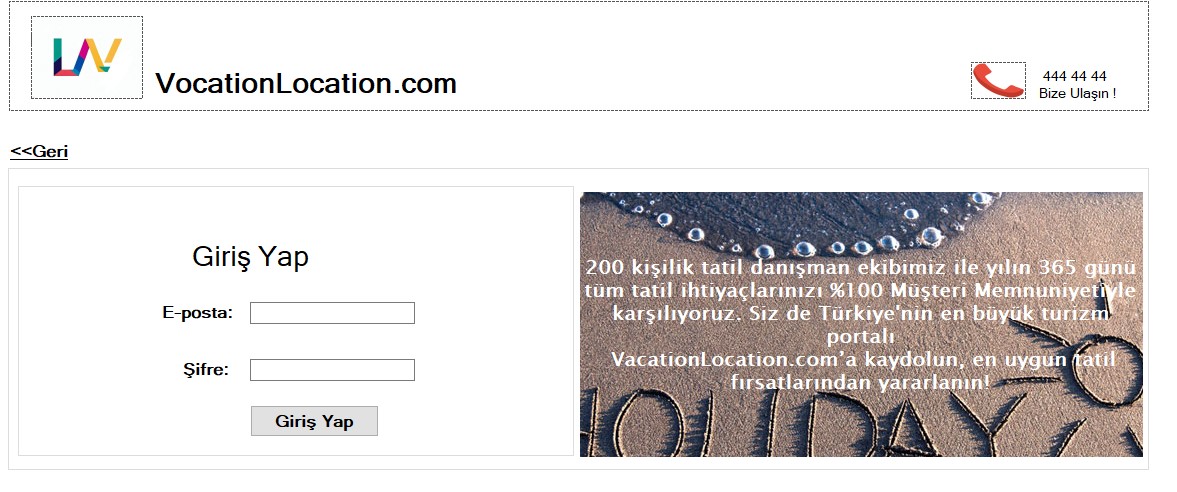 LAV
VocationLocation.com
444 44 44
Bize Ulaşın !
<<Geri
Giriş Yap
E-posta:
Şifre:
Giriş Yap
200 kişilik tatil danışman ekibimiz ile yılın 365 günü
tüm tatil ihtiyaçlarınızı %100 Müşteri Memnuniyetiyle
karşılıyoruz. Siz de Türkiye'nin en büyük turizm
portalı
VacationLocation.com’a kaydolun, en uygun tatil
fırsatlarından yararlanın!
HOLIDAY